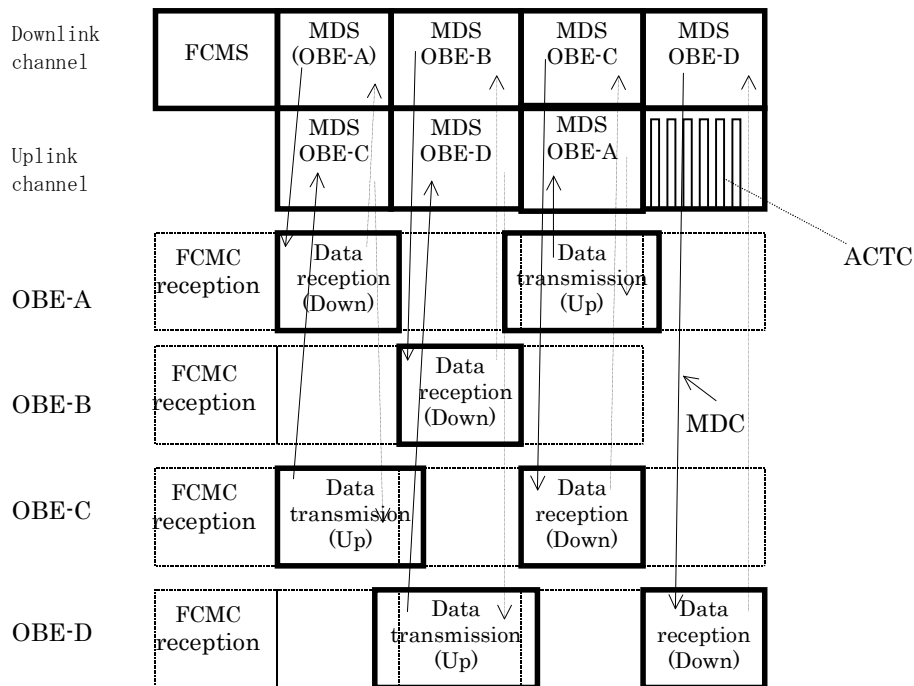 Downlink
channel
FCMS
MDS
(OBE-A)
MDS
OBE-B
MDS
OBE-C
MDS
OBE-D
Uplink
channel
MDS
OBE-C
MDS
OBE-D
MDS
OBE-A
ACTC
OBE-A
FCMC
reception
Data
reception
(Down)
Data
transmission
(Up)
OBE-B
FCMC
reception
Data
reception
(Down)
MDC
OBE-C
FCMC
reception
Data
transmision
(Up)
Data
reception
(Down)
OBE-D
FCMC
reception
Data
transmission
(Up)
Data
reception
(Down)